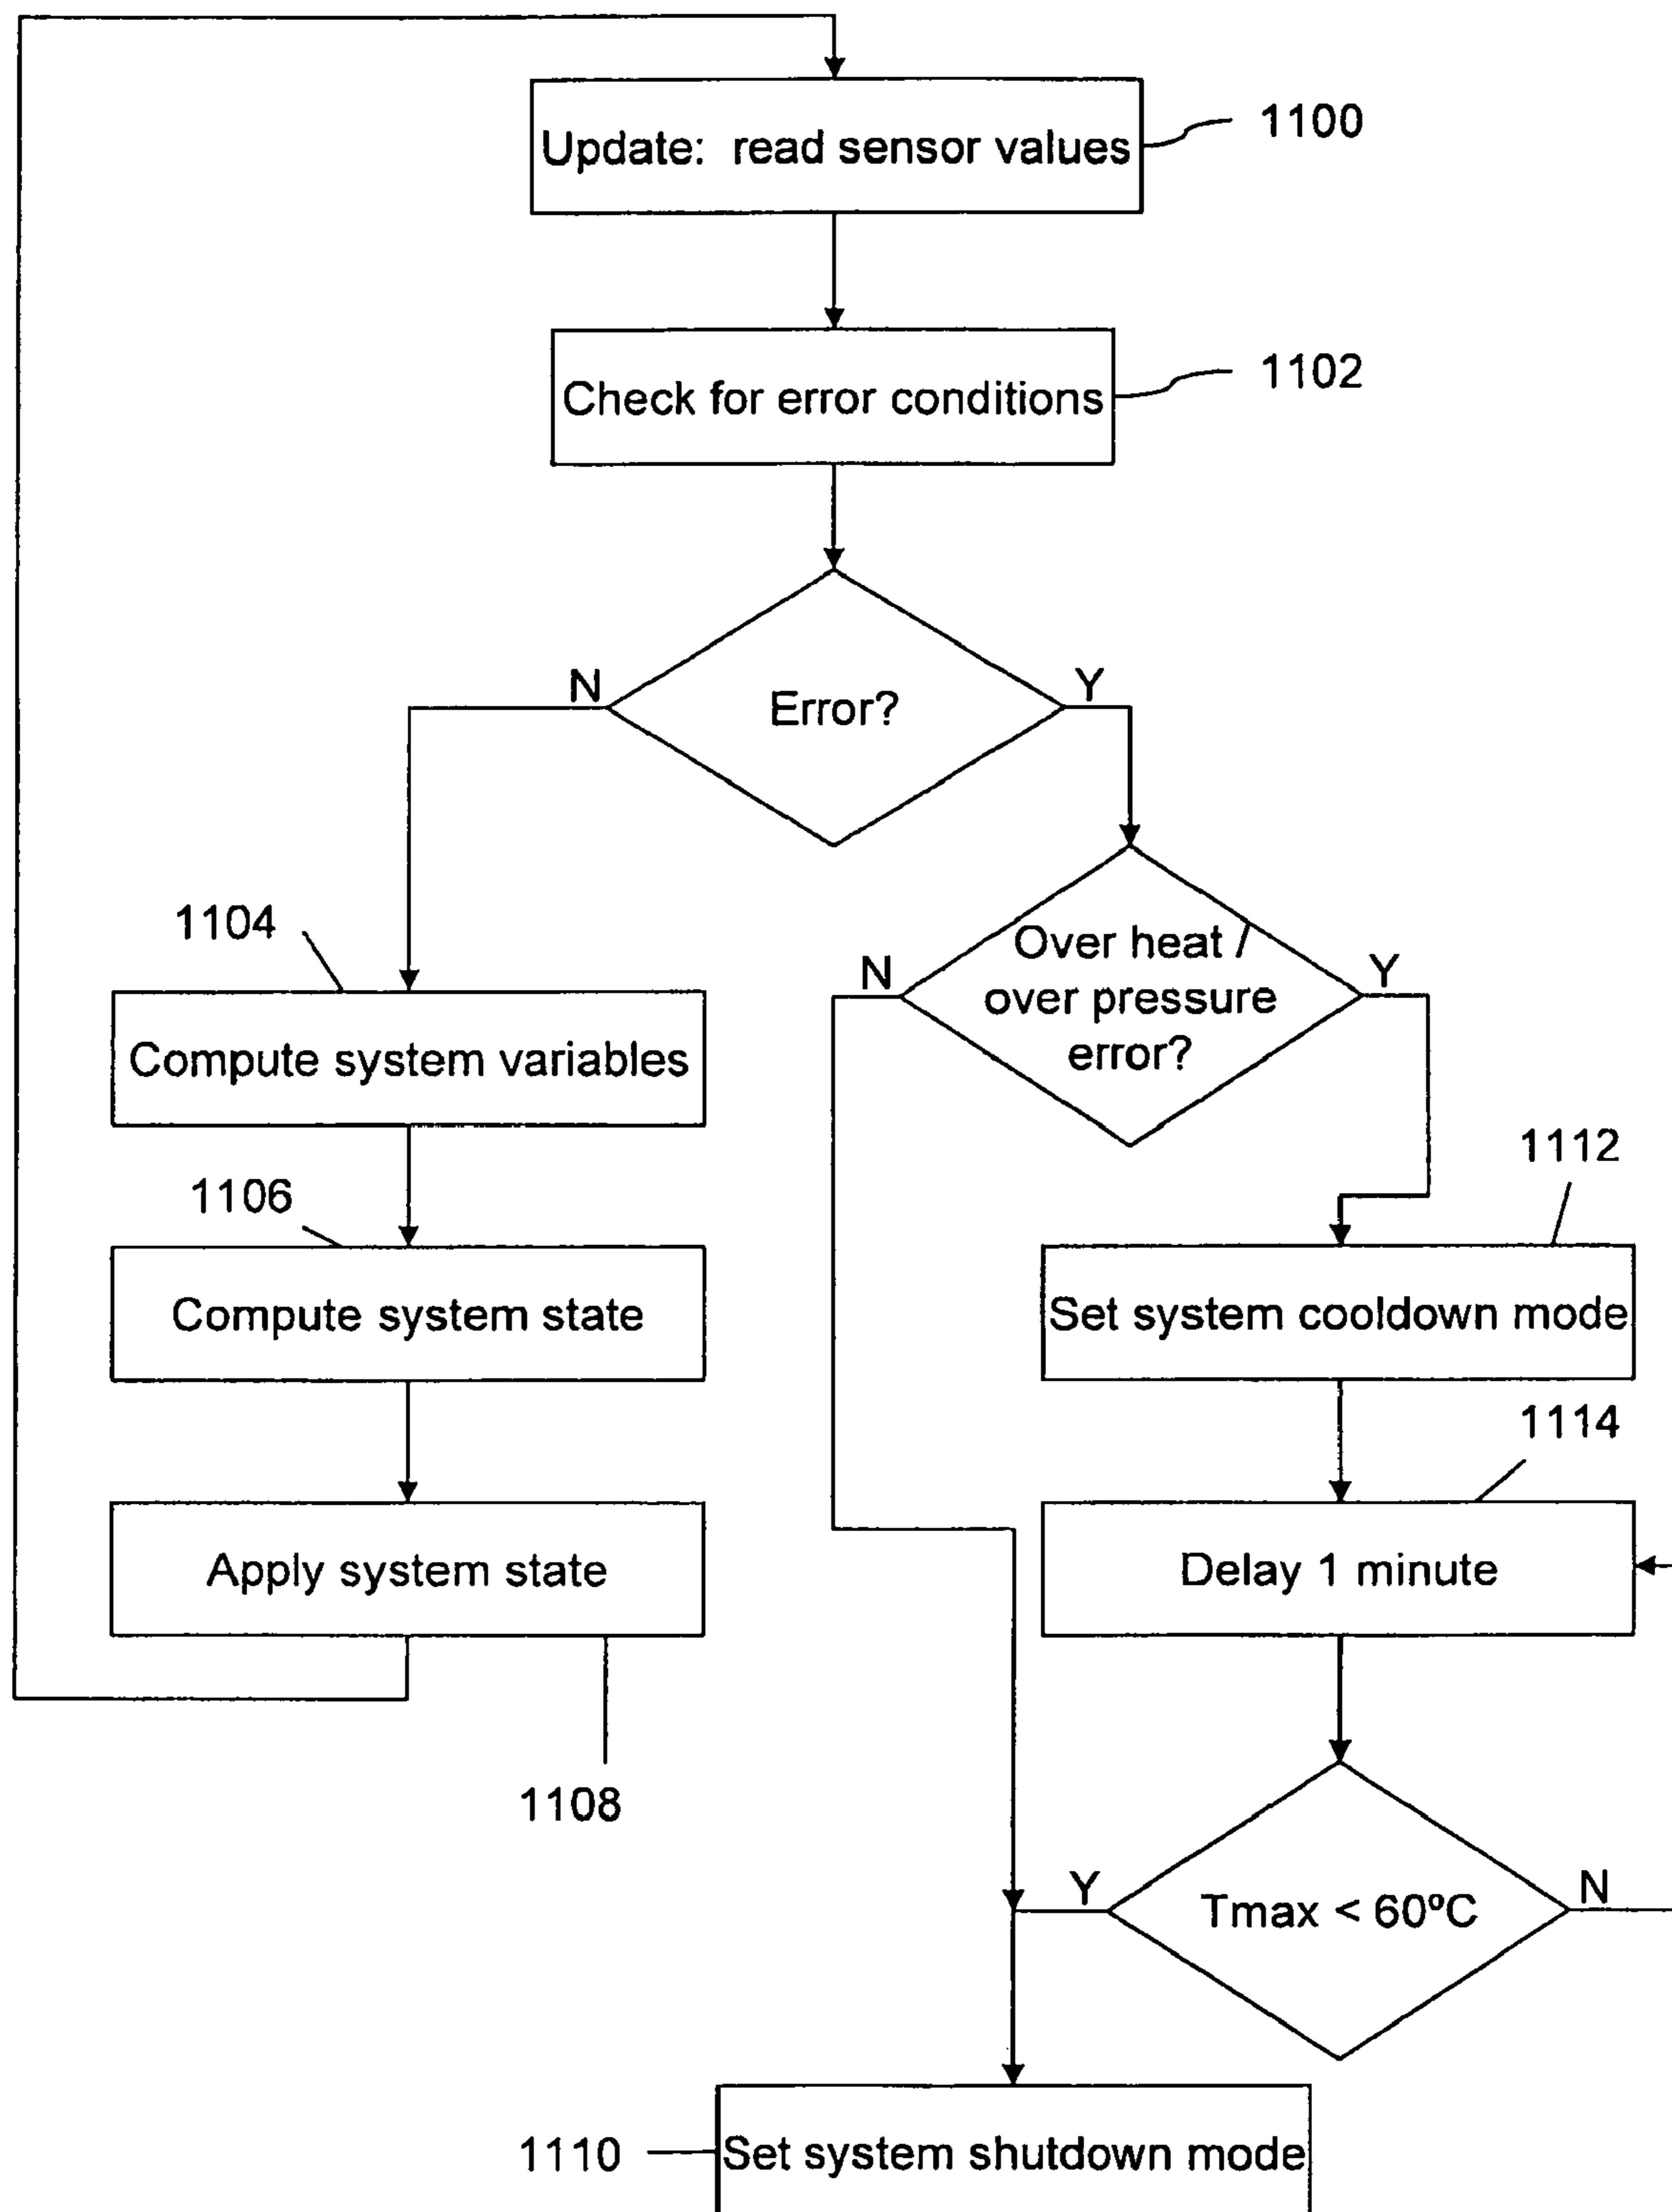 Update: read sensor values
1100
Check for error conditions
1102
Error?
N
Y
Over heat /
over pressure
error?
N
Y
1104
Compute system variables
1106
Compute system state
Apply system state
1108
1112
Set system cooldown mode
1114
Delay 1 minute
Tmax < 60ºC
Y
N
1110
Set system shutdown mode